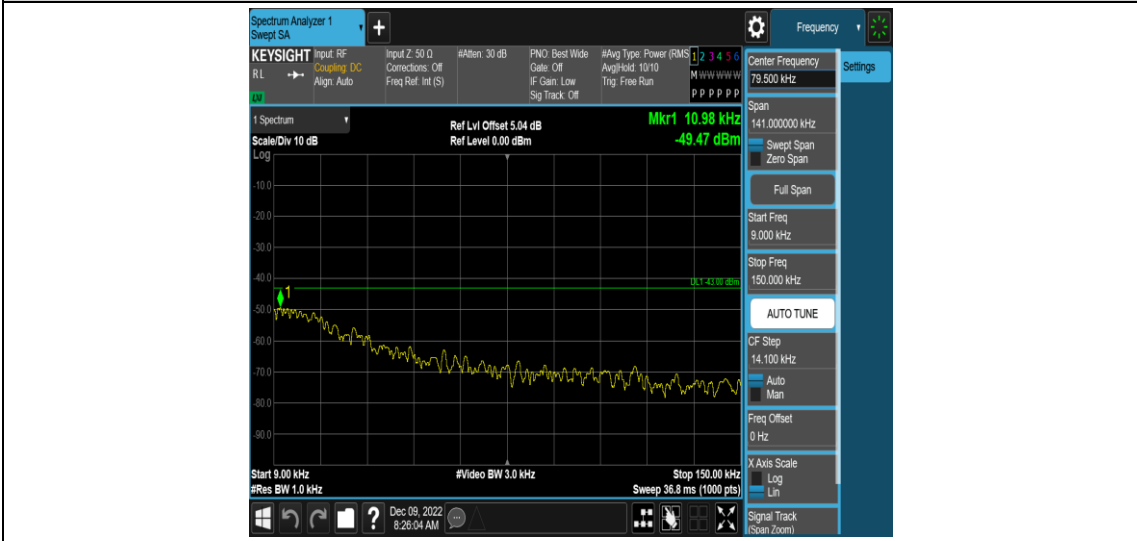 Spectrum Analyzer 1
Swept SA
+
Frequency
KEYSIGHT
Input: RF
Coupling: DC
Align: Auto
Input Z: 50 Ω
Corrections: Off
Freq Ref: Int (S)
#Atten: 30 dB
PNO: Best Wide
Gate: Off
IF Gain: Low
Sig Track: Off
#Avg Type: Power (RMS
Avg|Hold: 10/10
Trig: Free Run
1 2 3 4 5 6
M W W W W W
P P P P P P
R L
LXI
Center Frequency
79.500 kHz
Settings
Span
141.000000 kHz
Swept Span
Zero Span
Full Span
Start Freq
9.000 kHz
Stop Freq
150.000 kHz
AUTO TUNE
CF Step
14.100 kHz
Auto
Man
Freq Offset
0 Hz
X Axis Scale
Log
Lin
Signal Track
(Span Zoom)
1 Spectrum
Scale/Div 10 dB
Ref Lvl Offset 5.04 dB
Ref Level 0.00 dBm
Mkr1 10.98 kHz
-49.47 dBm
Log
-10.0
-20.0
-30.0
-40.0
DL1 -43.00 dBm
1
-50.0
-60.0
-70.0
-80.0
-90.0
Start 9.00 kHz
#Video BW 3.0 kHz
Stop 150.00 kHz
#Res BW 1.0 kHz
Sweep 36.8 ms (1000 pts)
?
Dec 09, 2022
8:26:04 AM